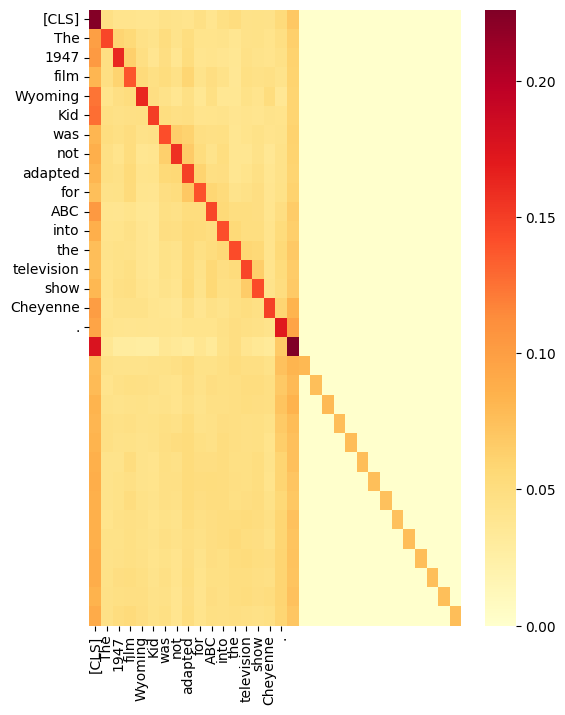 [CLS]
The
1947
film
Wyoming
Kid
was
not
adapted
for
ABC
into
the
television
show
Cheyenne
.
[CLS]
The
1947
film
Wyoming
Kid
was
not
adapted
for
ABC
into
the
television
show
Cheyenne
.
0.20
0.15
0.10
0.05
0.00